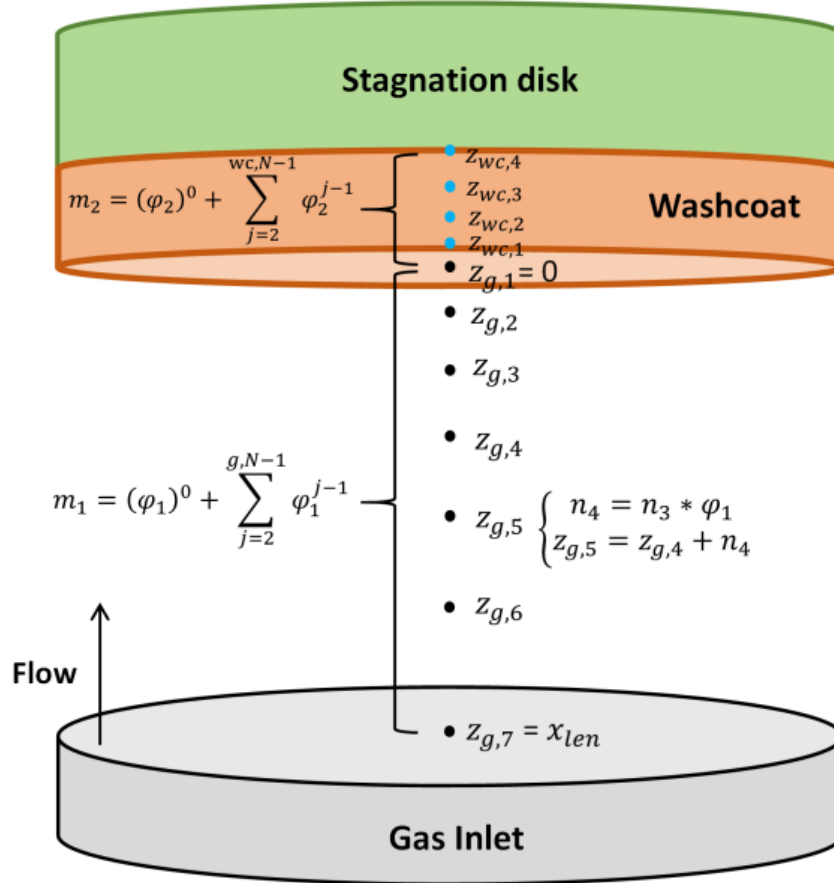 Stagnation disk
z_{wc,4}
m_2 = (φ_2)^0 + \sum_{j=2}^{wc,N-1} φ_2^{j-1}
z_{wc,3}
Washcoat
z_{wc,2}
z_{wc,1}
z_{g,1} = 0
z_{g,2}
z_{g,3}
z_{g,4}
m_1 = (φ_1)^0 + \sum_{j=2}^{g,N-1} φ_1^{j-1}
z_{g,5} { n_4 = n_3 * φ_1
z_{g,5} = z_{g,4} + n_4
z_{g,6}
Flow
z_{g,7} = x_{len}
Gas Inlet